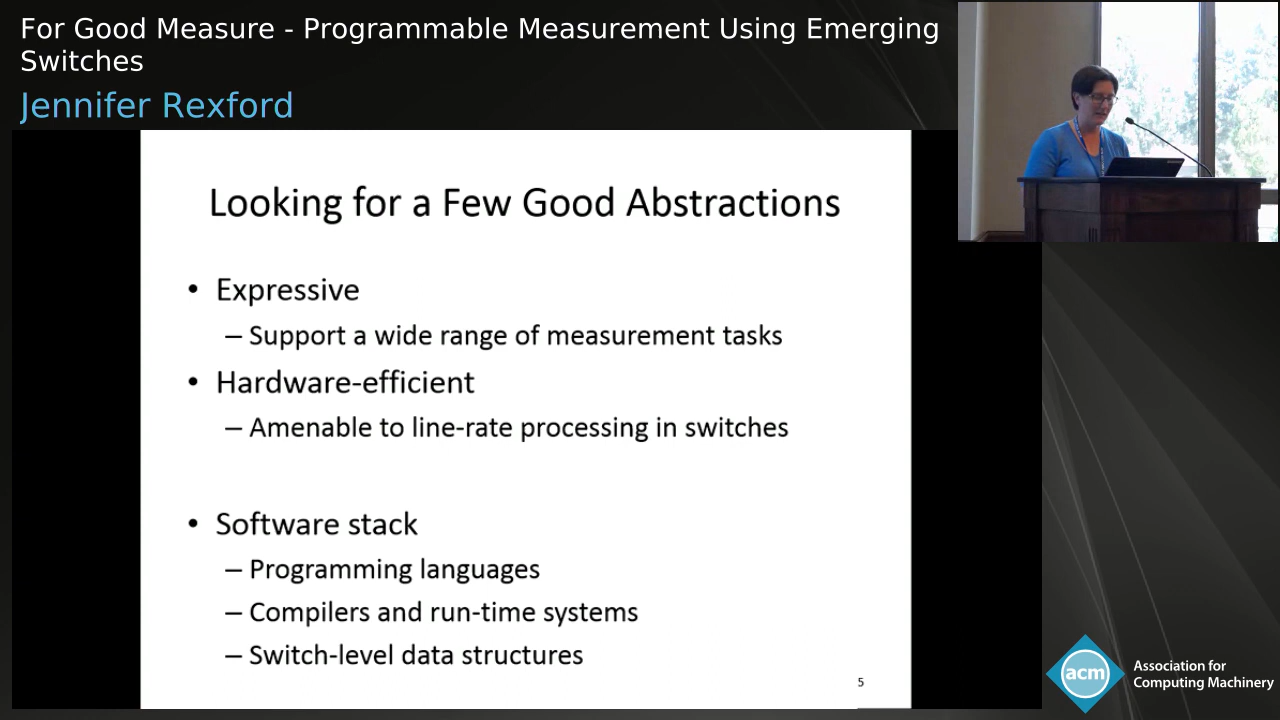 For Good Measure - Programmable Measurement Using Emerging
Switches
Jennifer Rexford
Looking for a Few Good Abstractions
• Expressive
– Support a wide range of measurement tasks
• Hardware-efficient
– Amenable to line-rate processing in switches
• Software stack
– Programming languages
– Compilers and run-time systems
– Switch-level data structures
5
acm
Association for
Computing Machinery